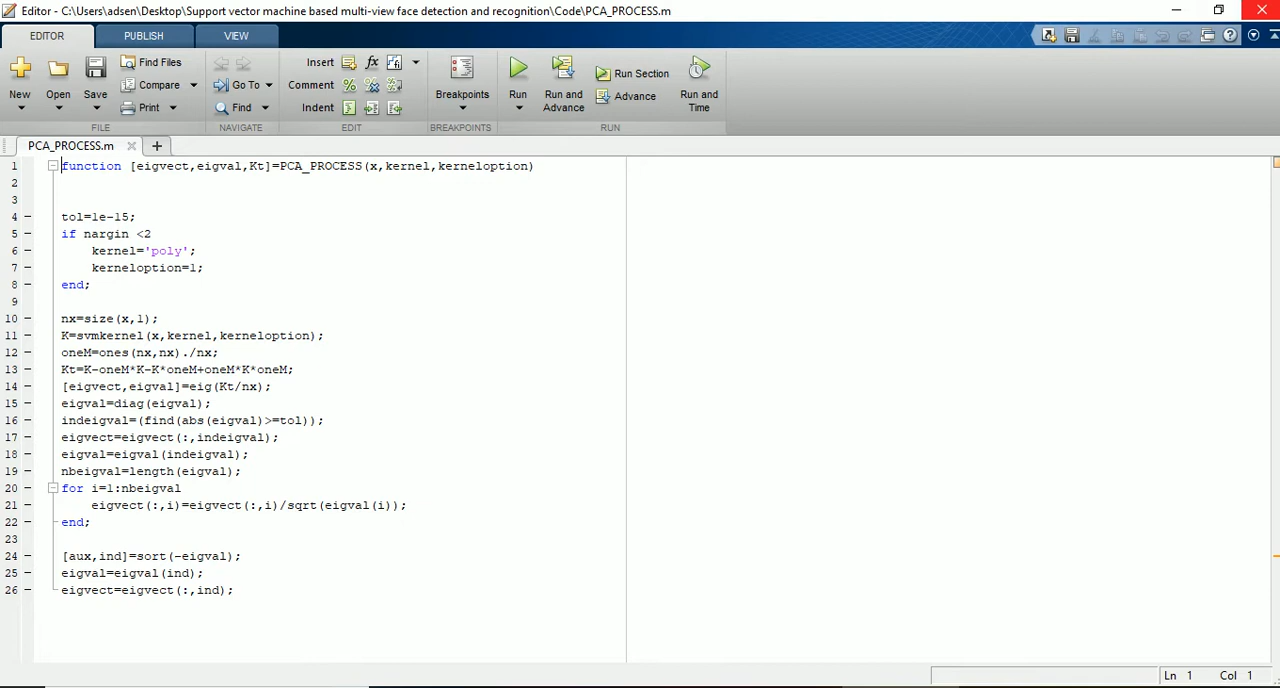 Editor - C:\Users\adsen\Desktop\Support vector machine based multi-view face detection and recognition\Code\PCA_PROCESS.m
EDITOR PUBLISH VIEW
New Open Save Find Files Compare Print
Go To Find
Insert fx
Comment
Indent
Breakpoints
Run Run and Advance Run Section Advance Run and Time
FILE NAVIGATE EDIT BREAKPOINTS RUN
PCA_PROCESS.m
1 function [eigvect,eigval,Kt]=PCA_PROCESS(x,kernel,kerneloption)
2
3
4 tol=1e-15;
5 if nargin <2
6 kernel='poly';
7 kerneloption=1;
8 end;
9
10 nx=size(x,1);
11 K=svmkernel(x,kernel,kerneloption);
12 oneM=ones(nx,nx)./nx;
13 Kt=K-oneM*K-K*oneM+oneM*K*oneM;
14 [eigvect,eigval]=eig(Kt/nx);
15 eigval=diag(eigval);
16 indeigval=(find(abs(eigval)>=tol));
17 eigvect=eigvect(:,indeigval);
18 eigval=eigval(indeigval);
19 nbeigval=length(eigval);
20 for i=1:nbeigval
21 eigvect(:,i)=eigvect(:,i)/sqrt(eigval(i));
22 end;
23
24 [aux,ind]=sort(-eigval);
25 eigval=eigval(ind);
26 eigvect=eigvect(:,ind);
Ln 1 Col 1